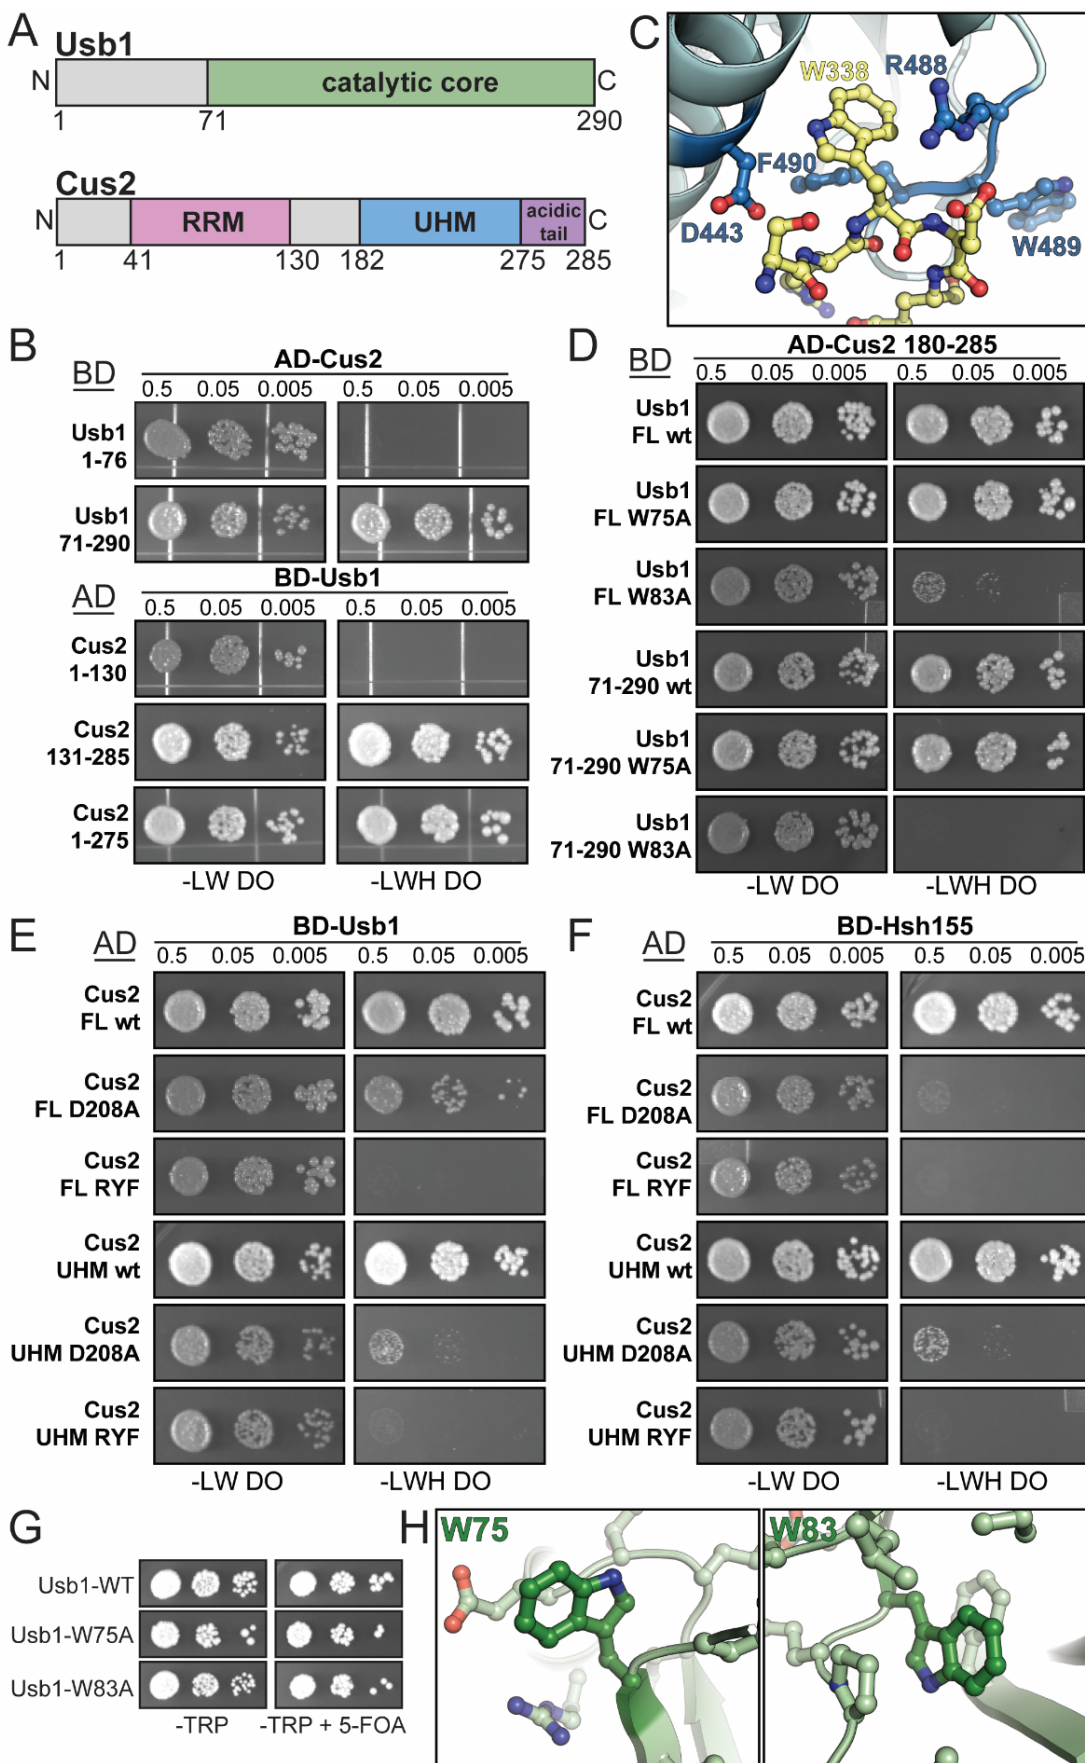 A
Usb1
N catalytic core C
1 71 290
Cus2
N RRM UHM acidic tail C
1 41 130 182 275 285
B
AD-Cus2
BD 0.5 0.05 0.005 0.5 0.05 0.005
Usb1
1-76
Usb1
71-290
BD-Usb1
AD 0.5 0.05 0.005 0.5 0.05 0.005
Cus2
1-130
Cus2
131-285
Cus2
1-275
-LW DO -LWH DO
C
W338 R488
F490
D443 W489
D
AD-Cus2 180-285
BD 0.5 0.05 0.005 0.5 0.05 0.005
Usb1
FL wt
Usb1
FL W75A
Usb1
FL W83A
Usb1
71-290 wt
Usb1
71-290 W75A
Usb1
71-290 W83A
-LW DO -LWH DO
E
BD-Usb1
AD 0.5 0.05 0.005 0.5 0.05 0.005
Cus2
FL wt
Cus2
FL D208A
Cus2
FL RYF
Cus2
UHM wt
Cus2
UHM D208A
Cus2
UHM RYF
-LW DO -LWH DO
F
BD-Hsh155
AD 0.5 0.05 0.005 0.5 0.05 0.005
Cus2
FL wt
Cus2
FL D208A
Cus2
FL RYF
Cus2
UHM wt
Cus2
UHM D208A
Cus2
UHM RYF
-LW DO -LWH DO
G
Usb1-WT
Usb1-W75A
Usb1-W83A
-TRP -TRP + 5-FOA
H
W75 W83